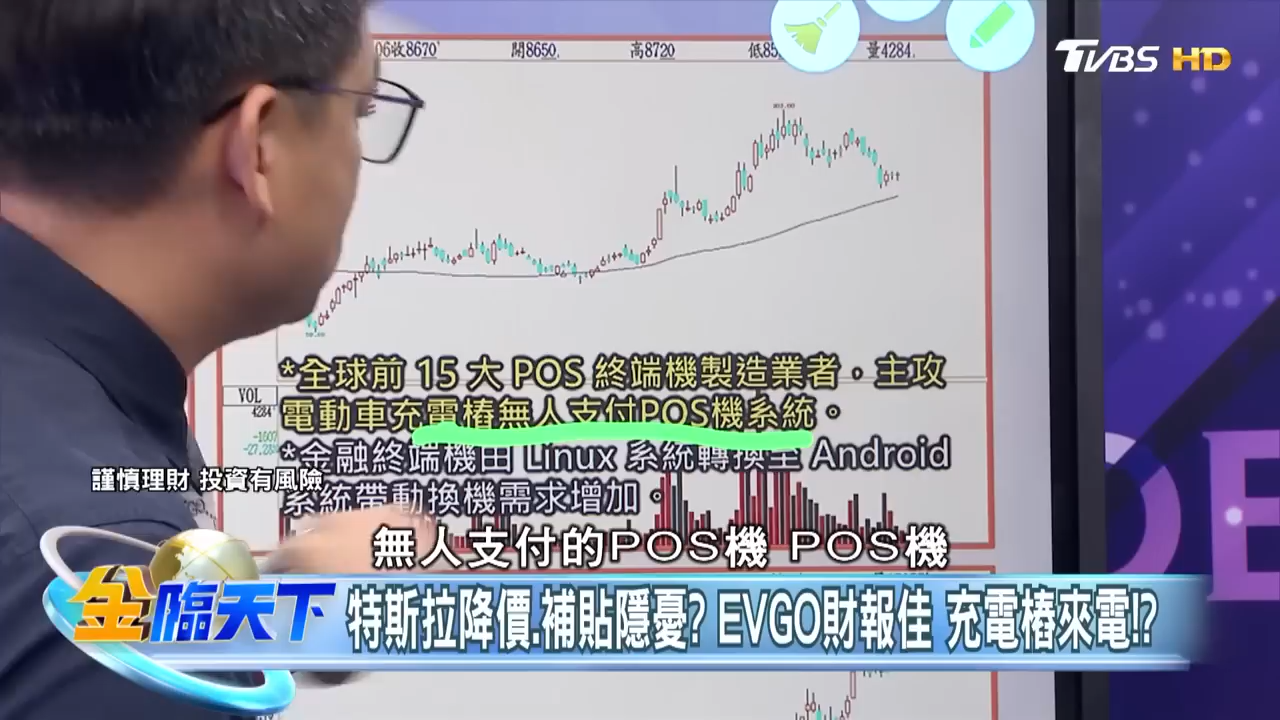 06收8670 開8650. 高8720 低85 量4284.
TVBS HD
*全球前 15 大 POS 終端機製造業者，主攻
電動車充電樁無人支付POS機系統。
VOL
4284
*金融終端機由 Linux 系統轉換至 Android
系統帶動換機需求增加。
謹慎理財 投資有風險
無人支付的POS機 POS機
金臨天下
特斯拉降價.補貼隱憂? EVGO財報佳 充電樁來電!?